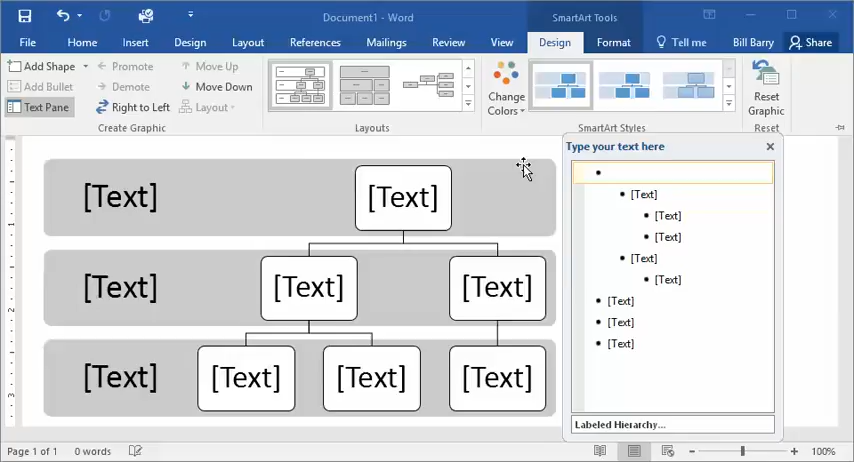 Document1 - Word
SmartArt Tools
File Home Insert Design Layout References Mailings Review View Design Format Tell me Bill Barry Share
Add Shape Promote Move Up
Add Bullet Demote Move Down
Text Pane Right to Left Layout
Change Colors
Reset Graphic
Create Graphic Layouts SmartArt Styles Reset
Type your text here
[Text]
[Text]
[Text]
[Text]
[Text]
[Text]
[Text]
[Text]
Labeled Hierarchy...
[Text] [Text]
[Text] [Text] [Text]
[Text] [Text] [Text] [Text]
Page 1 of 1 0 words 100%
1
2
3